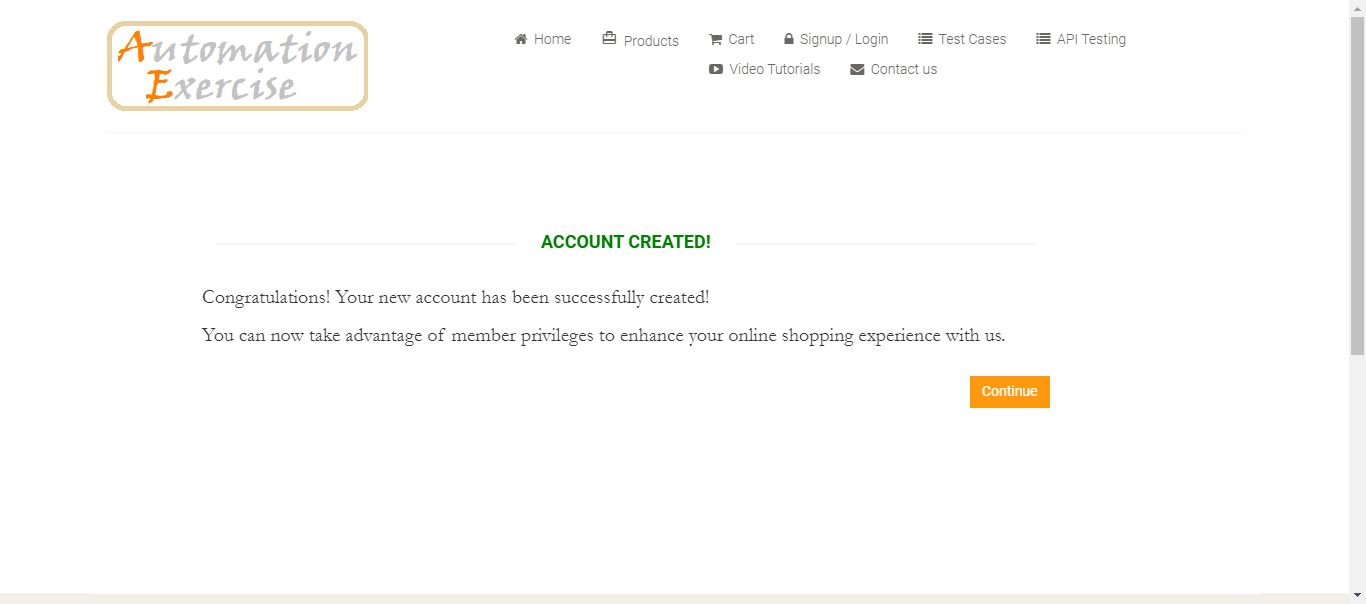 Automation
Exercise
Home Products Cart Signup / Login Test Cases API Testing
Video Tutorials Contact us
ACCOUNT CREATED!
Congratulations! Your new account has been successfully created!
You can now take advantage of member privileges to enhance your online shopping experience with us.
Continue